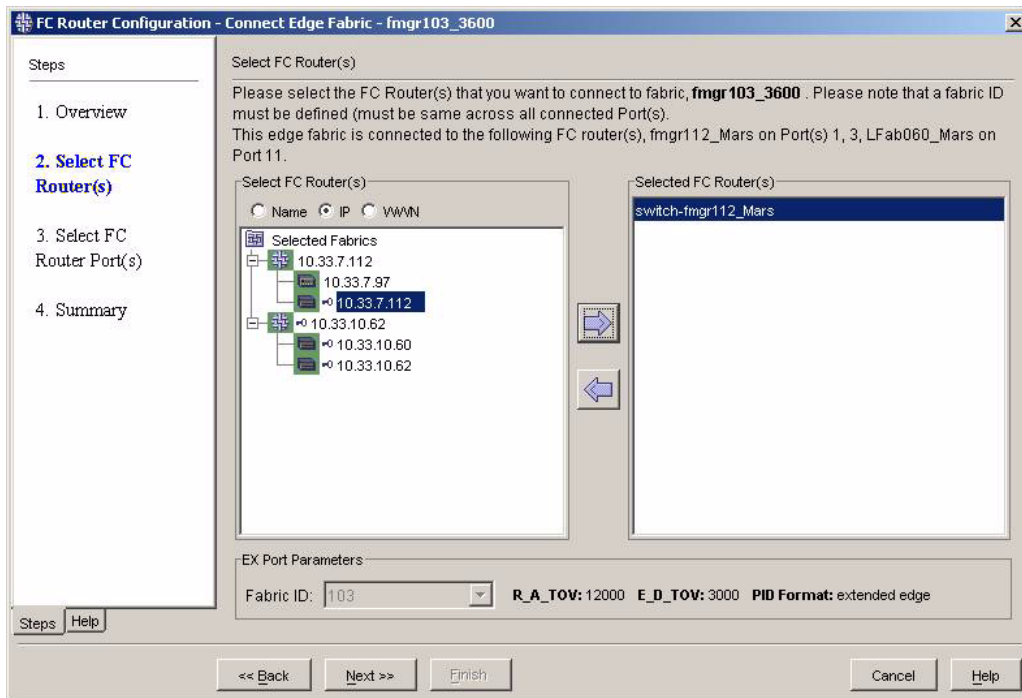 FC Router Configuration - Connect Edge Fabric - fmgr103_3600
Steps
1. Overview
2. Select FC
Router(s)
3. Select FC
Router Port(s)
4. Summary
Steps
Help
Select FC Router(s)
Please select the FC Router(s) that you want to connect to fabric, fmgr103_3600 . Please note that a fabric ID
must be defined (must be same across all connected Port(s).
This edge fabric is connected to the following FC router(s), fmgr112_Mars on Port(s) 1, 3, LFab060_Mars on
Port 11.
Select FC Router(s)
Name IP WWN
Selected Fabrics
10.33.7.112
10.33.7.97
10.33.7.112
10.33.10.62
10.33.10.60
10.33.10.62
Selected FC Router(s)
switch-fmgr112_Mars
EX Port Parameters
Fabric ID: 103 R_A_TOV: 12000 E_D_TOV: 3000 PID Format: extended edge
<< Back Next >> Finish Cancel Help